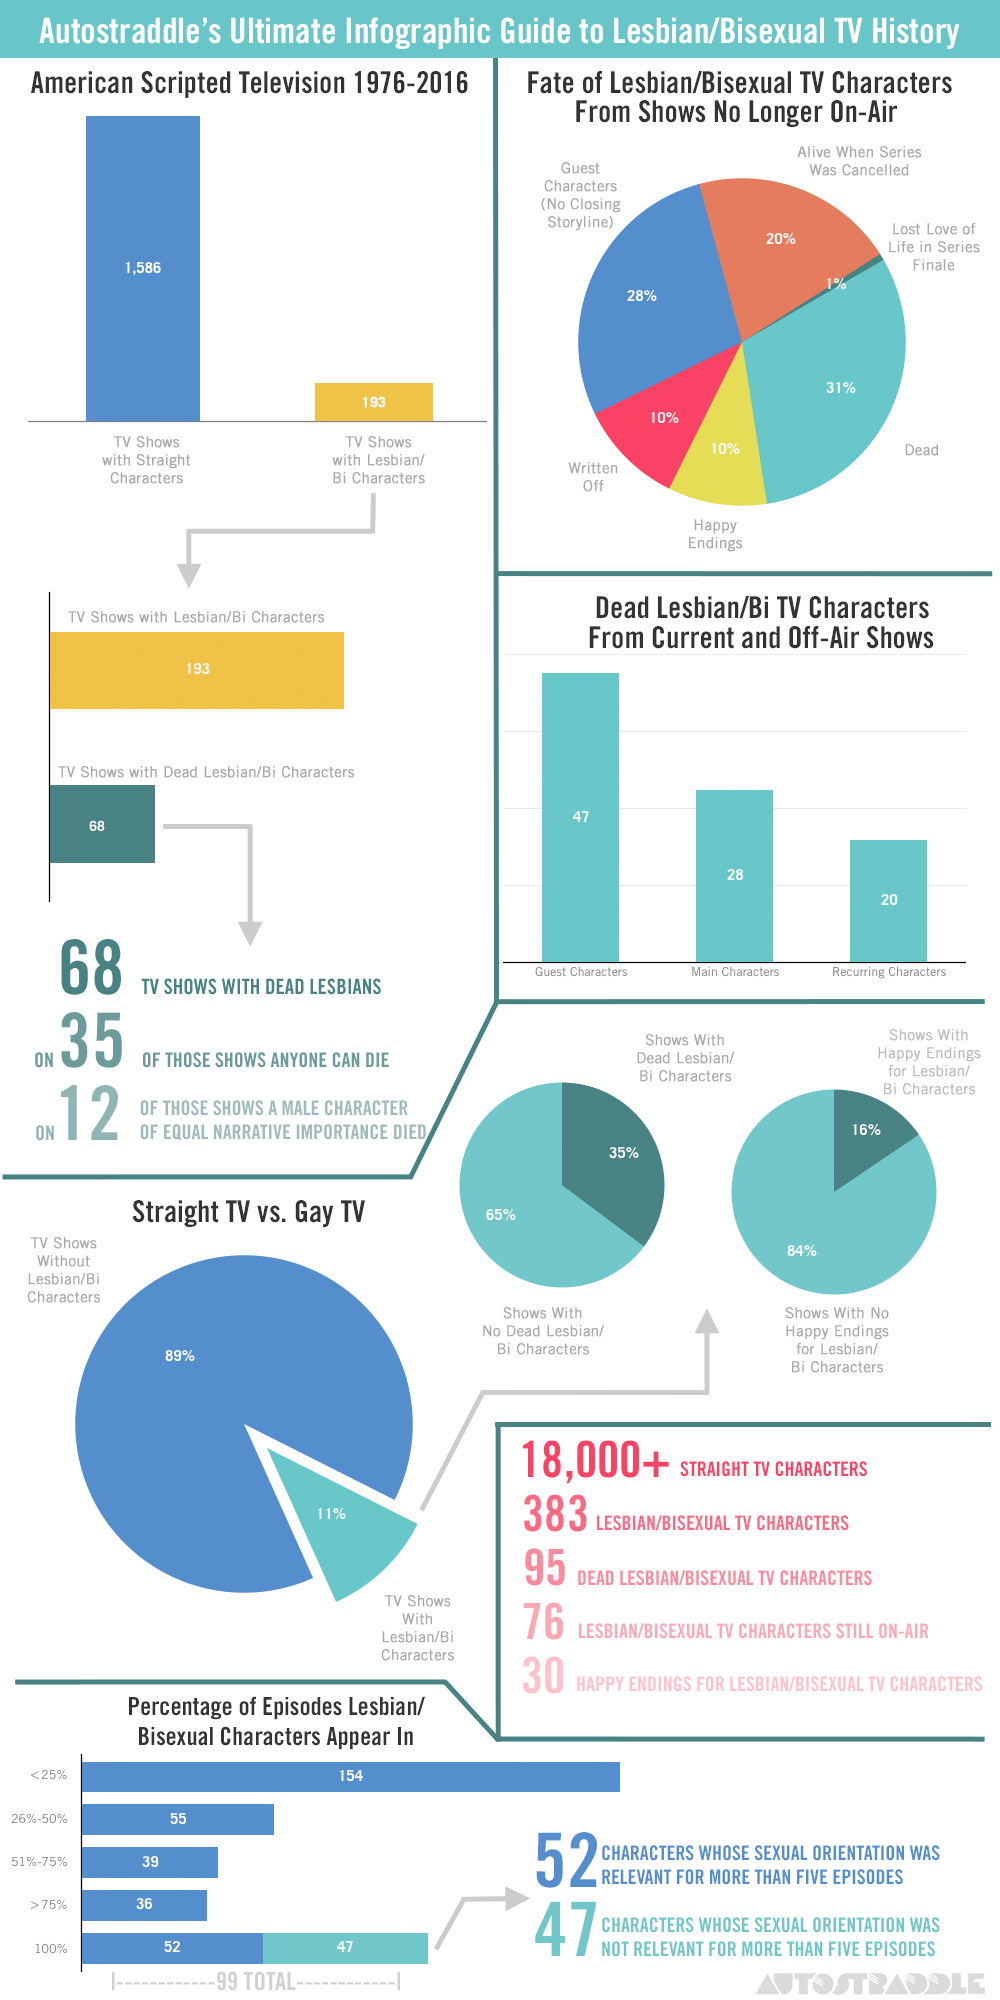 Autostraddle's Ultimate Infographic Guide to Lesbian/Bisexual TV History
American Scripted Television 1976-2016
1,586
193
TV Shows
with Straight
Characters
TV Shows
with Lesbian/
Bi Characters
TV Shows with Lesbian/Bi Characters
193
TV Shows with Dead Lesbian/Bi Characters
68
68 TV SHOWS WITH DEAD LESBIANS
ON 35 OF THOSE SHOWS ANYONE CAN DIE
ON 12 OF THOSE SHOWS A MALE CHARACTER
OF EQUAL NARRATIVE IMPORTANCE DIED
Fate of Lesbian/Bisexual TV Characters
From Shows No Longer On-Air
Guest
Characters
(No Closing
Storyline)
Alive When Series
Was Cancelled
Lost Love of
Life in Series
Finale
20%
1%
28%
31%
10%
10%
Dead
Written
Off
Happy
Endings
Dead Lesbian/Bi TV Characters
From Current and Off-Air Shows
47
28
20
Guest Characters
Main Characters
Recurring Characters
Shows With
Dead Lesbian/
Bi Characters
35%
65%
Shows With
No Dead Lesbian/
Bi Characters
Shows With
Happy Endings
for Lesbian/
Bi Characters
16%
84%
Shows With No
Happy Endings
for Lesbian/
Bi Characters
Straight TV vs. Gay TV
TV Shows
Without
Lesbian/Bi
Characters
89%
11%
TV Shows
With
Lesbian/Bi
Characters
18,000+ STRAIGHT TV CHARACTERS
383 LESBIAN/BISEXUAL TV CHARACTERS
95 DEAD LESBIAN/BISEXUAL TV CHARACTERS
76 LESBIAN/BISEXUAL TV CHARACTERS STILL ON-AIR
30 HAPPY ENDINGS FOR LESBIAN/BISEXUAL TV CHARACTERS
Percentage of Episodes Lesbian/
Bisexual Characters Appear In
<25% 154
26%-50% 55
51%-75% 39
>75% 36
100% 52 47
|------------99 TOTAL------------|
52 CHARACTERS WHOSE SEXUAL ORIENTATION WAS
RELEVANT FOR MORE THAN FIVE EPISODES
47 CHARACTERS WHOSE SEXUAL ORIENTATION WAS
NOT RELEVANT FOR MORE THAN FIVE EPISODES
AUTOSTRADDLE